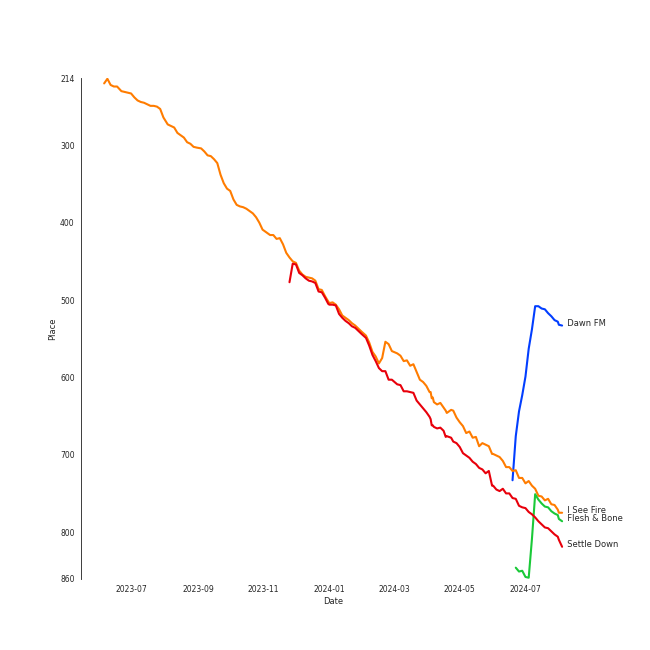 214
300
400
500
600
700
800
860
Place
2023-07
2023-09
2023-11
2024-01
2024-03
2024-05
2024-07
Date
Dawn FM
I See Fire
Flesh & Bone
Settle Down